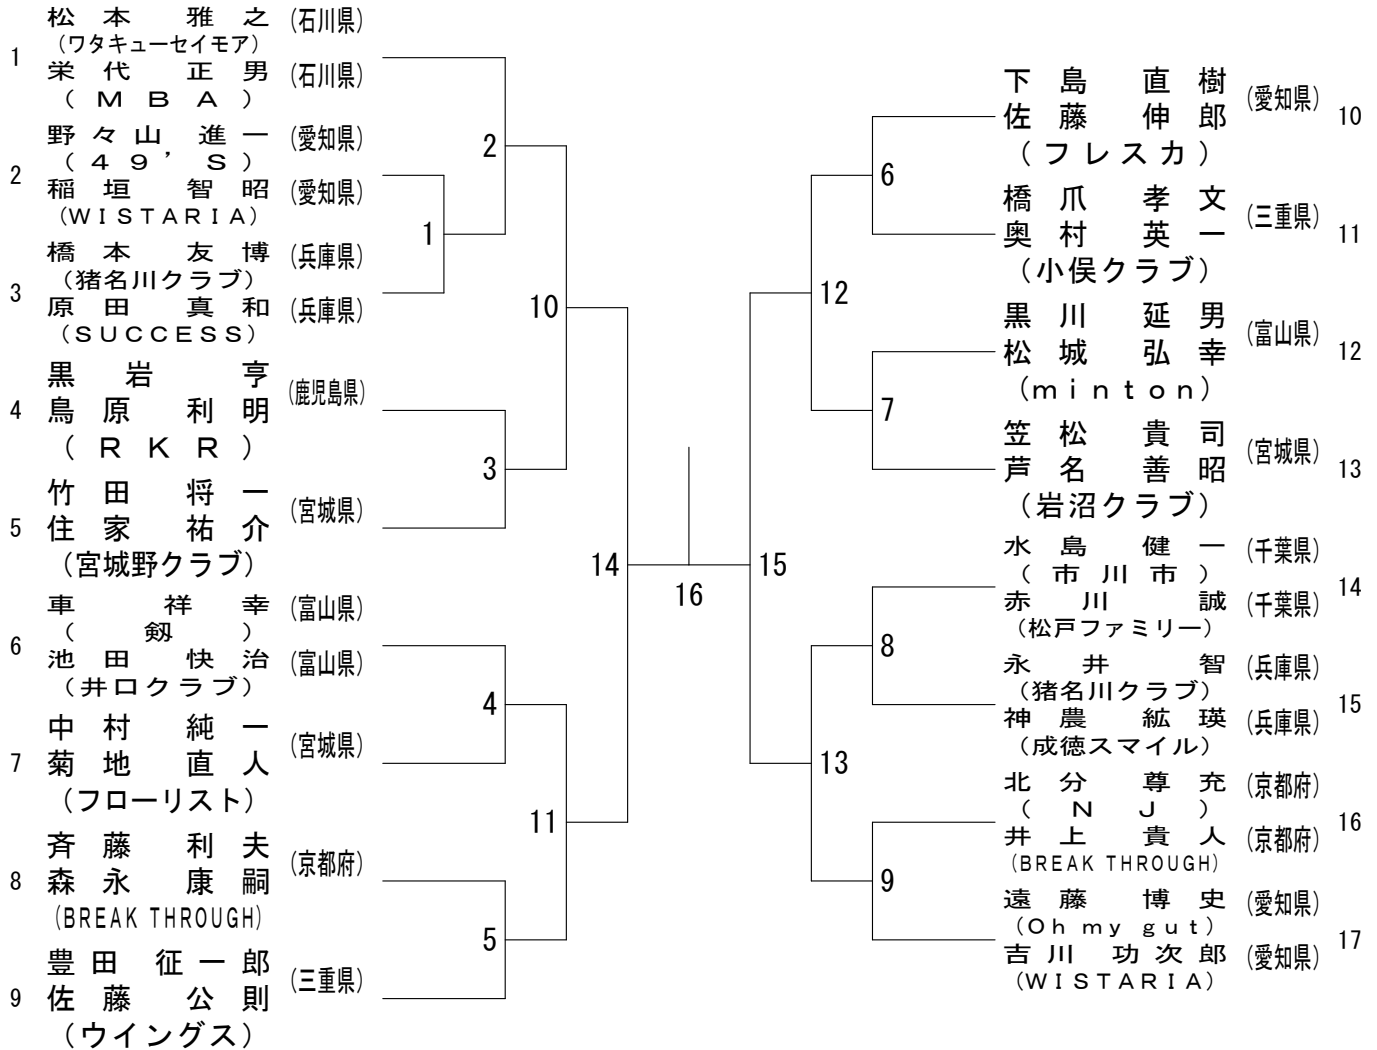 松本 雅之 (石川県)
(ワタキューセイモア)
1
栄代 正男 (石川県)
(MBA)
野々山 進一 (愛知県)
(49’S)
2
稲垣 智昭 (愛知県)
(WISTARIA)
橋本 友博 (兵庫県)
(猪名川クラブ)
3
原田 真和 (兵庫県)
(SUCCESS)
黒岩 亨 (鹿児島県)
4 鳥原 利明
(RKR)
竹田 将一 (宮城県)
5 住家 祐介
(宮城野クラブ)
車 祥幸 (富山県)
(剱)
6
池田 快治 (富山県)
(井口クラブ)
中村 純一 (宮城県)
7 菊地 直人
(フローリスト)
斉藤 利夫 (京都府)
8 森永 康嗣
(BREAK THROUGH)
豊田 征一郎 (三重県)
9 佐藤 公則
(ウイングス)
2
1
10
3
14
4
11
5
16
15
12
6
7
13
8
9
下島 直樹 (愛知県)
佐藤 伸郎 10
(フレスカ)
橋爪 孝文 (三重県)
奥村 英一 11
(小俣クラブ)
黒川 延男 (富山県)
松城 弘幸 12
(minton)
笠松 貴司 (宮城県)
芦名 善昭 13
(岩沼クラブ)
水島 健一 (千葉県)
(市川市)
14
赤川 誠 (千葉県)
(松戸ファミリー)
永井 智 (兵庫県)
(猪名川クラブ)
15
神農 紘瑛 (兵庫県)
(成徳スマイル)
北分 尊充 (京都府)
(NJ)
16
井上 貴人 (京都府)
(BREAK THROUGH)
遠藤 博史 (愛知県)
(Oh my gut)
17
吉川 功次郎 (愛知県)
(WISTARIA)